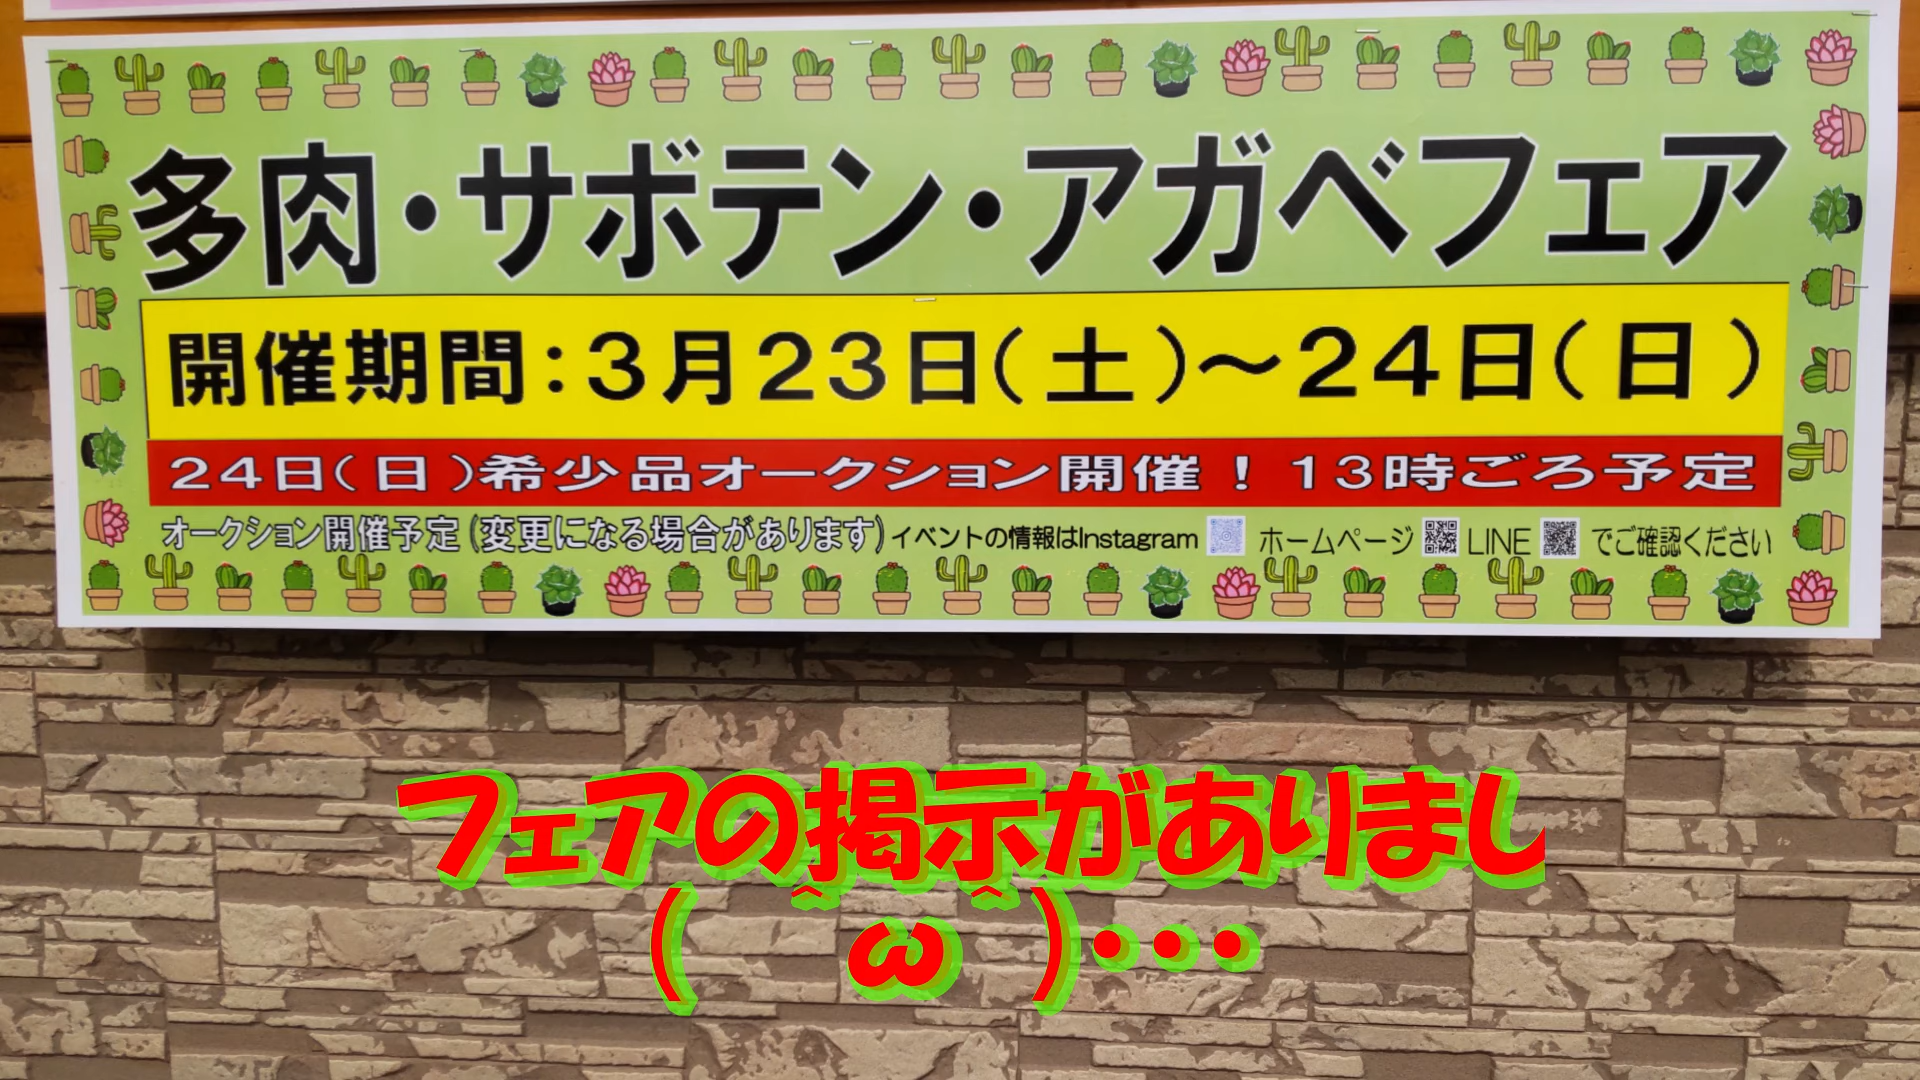 多肉・サボテン・アガベフェア
開催期間：3月23日（土）～24日（日）
24日（日）希少品オークション開催！13時ごろ予定
オークション開催予定（変更になる場合があります）イベントの情報はInstagram ホームページ LINE でご確認ください
フェアの掲示がありまし
( ^ω^)・・・